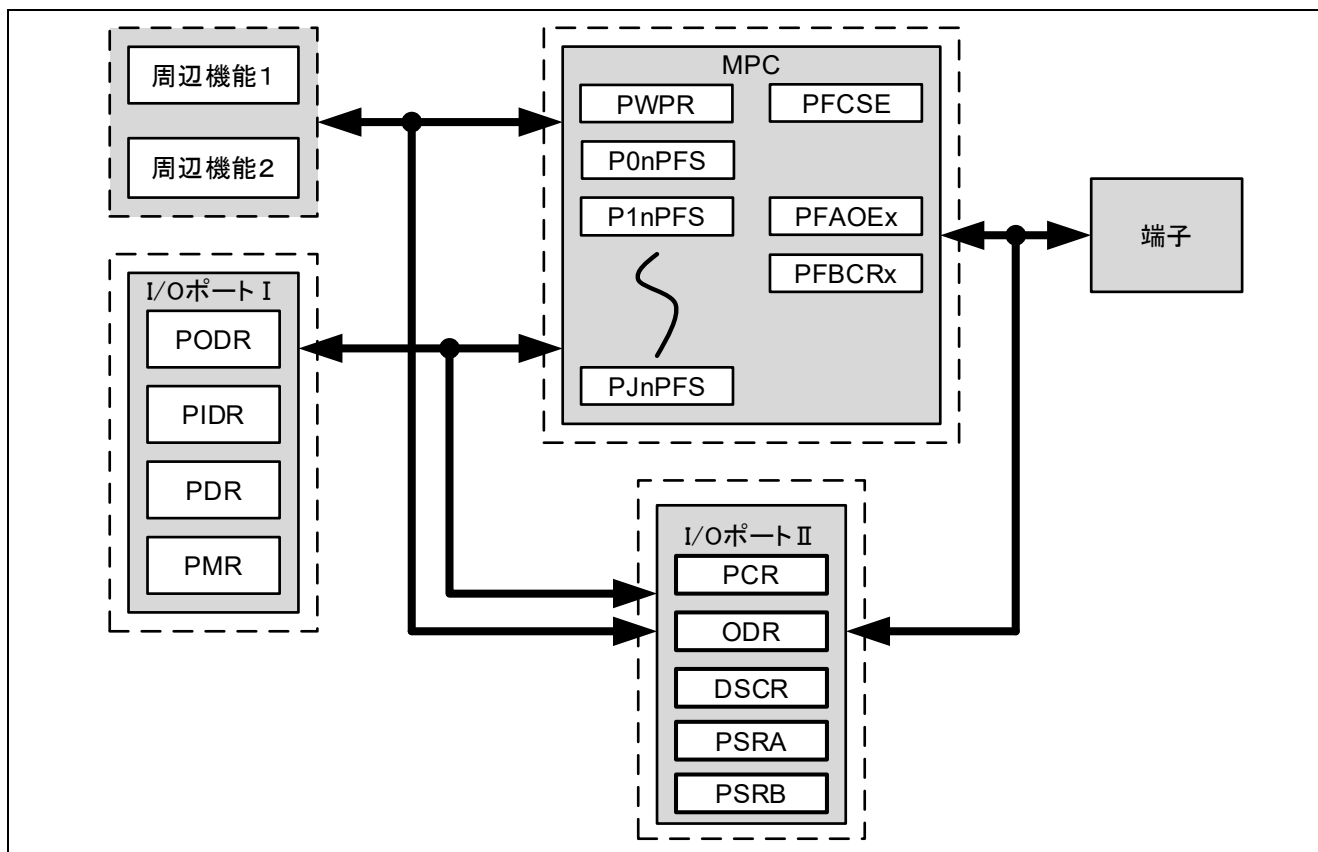 周辺機能1
周辺機能2
I/OポートⅠ
PODR
PIDR
PDR
PMR
MPC
PWPR
PFCSE
P0nPFS
P1nPFS
PFAOEx
PFBCRx
PJnPFS
端子
I/OポートⅡ
PCR
ODR
DSCR
PSRA
PSRB